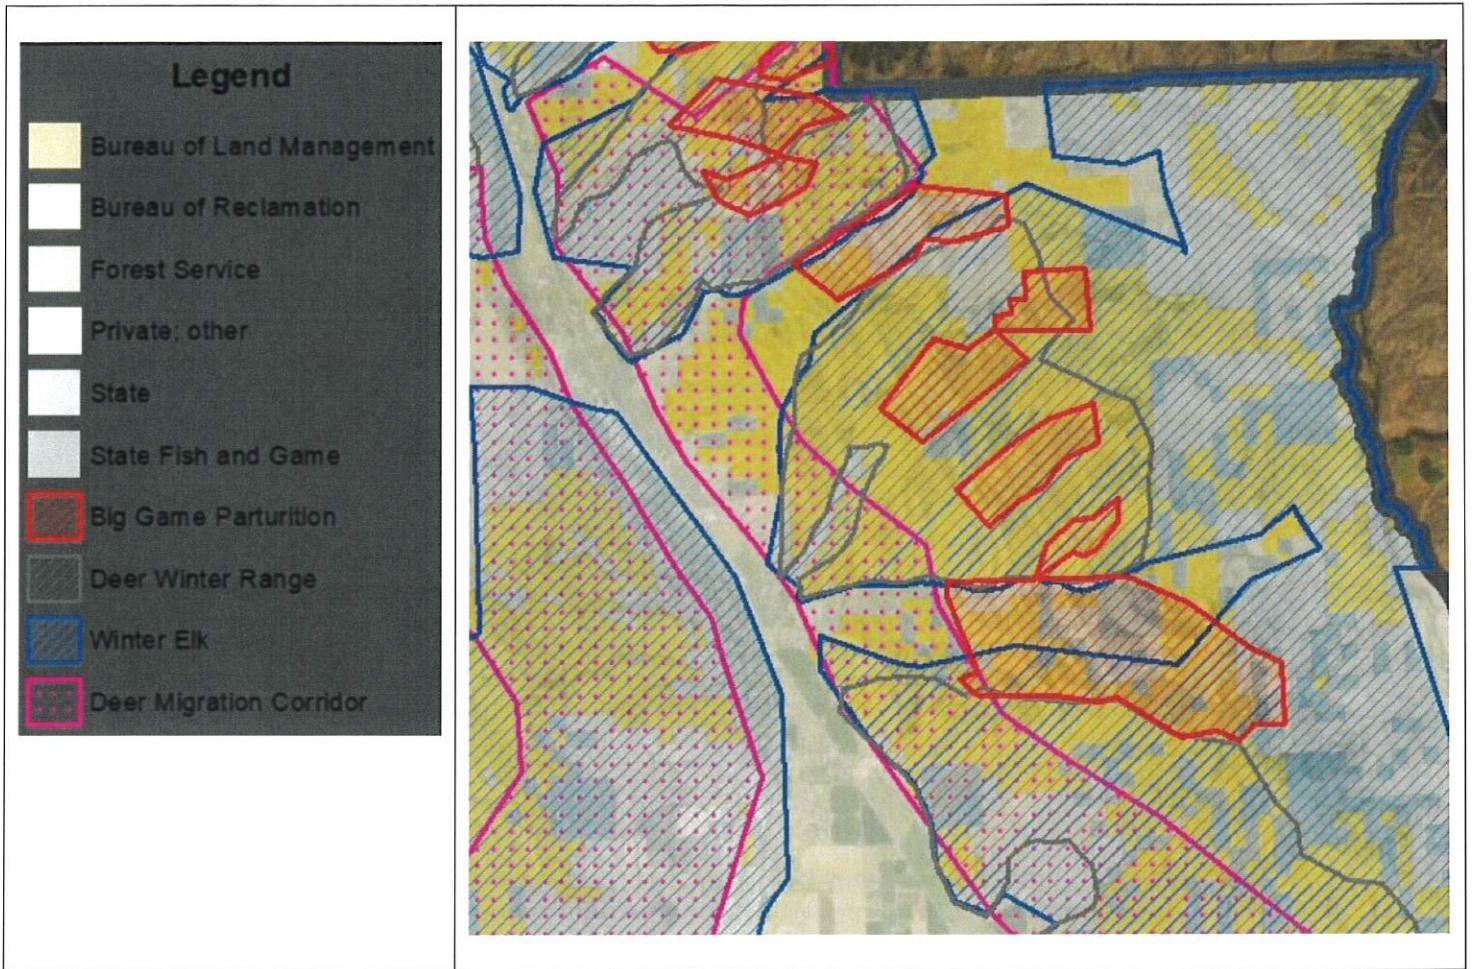 Legend
Bureau of Land Management
Bureau of Reclamation
Forest Service
Private; other
State
State Fish and Game
Big Game Parturition
Deer Winter Range
Winter Elk
Deer Migration Corridor